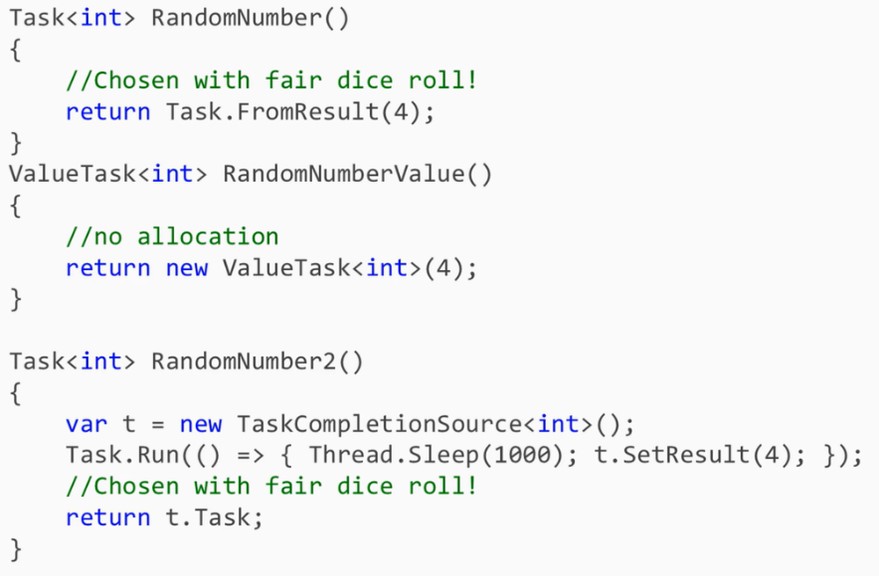 Task<int> RandomNumber()
{
    //Chosen with fair dice roll!
    return Task.FromResult(4);
}
ValueTask<int> RandomNumberValue()
{
    //no allocation
    return new ValueTask<int>(4);
}

Task<int> RandomNumber2()
{
    var t = new TaskCompletionSource<int>();
    Task.Run(() => { Thread.Sleep(1000); t.SetResult(4); });
    //Chosen with fair dice roll!
    return t.Task;
}